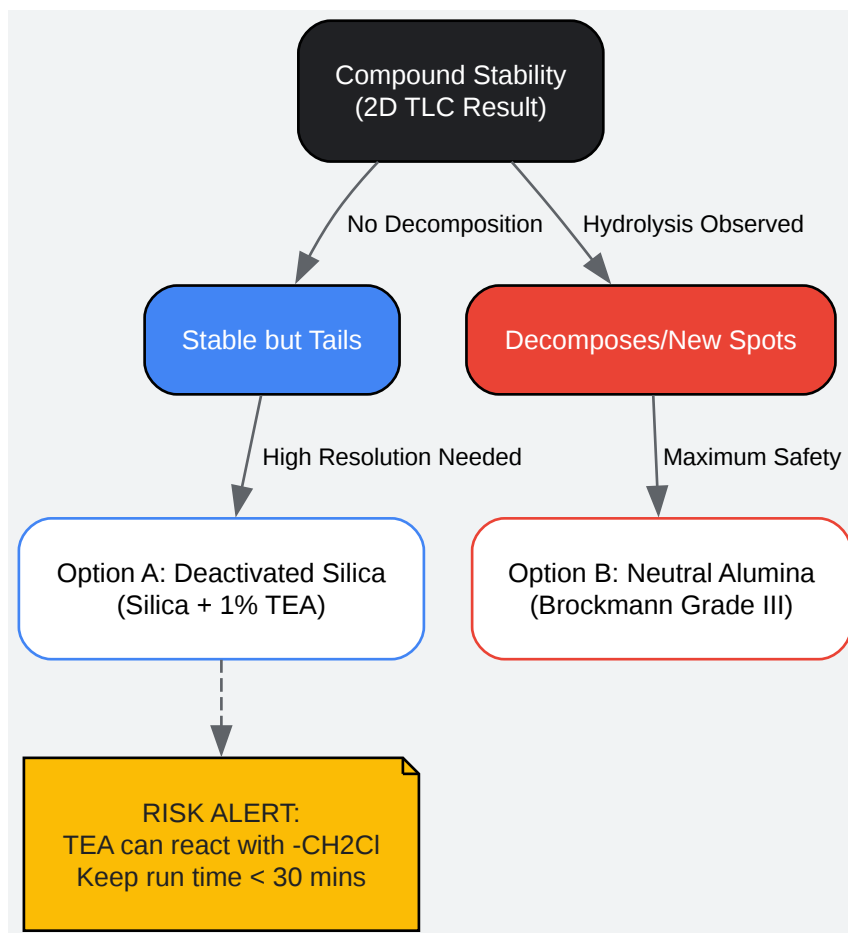 Compound Stability
(2D TLC Result)
No Decomposition
Hydrolysis Observed
Stable but Tails
Decomposes/New Spots
High Resolution Needed
Maximum Safety
Option A: Deactivated Silica
(Silica + 1% TEA)
Option B: Neutral Alumina
(Brockmann Grade III)
RISK ALERT:
TEA can react with -CH2Cl
Keep run time < 30 mins